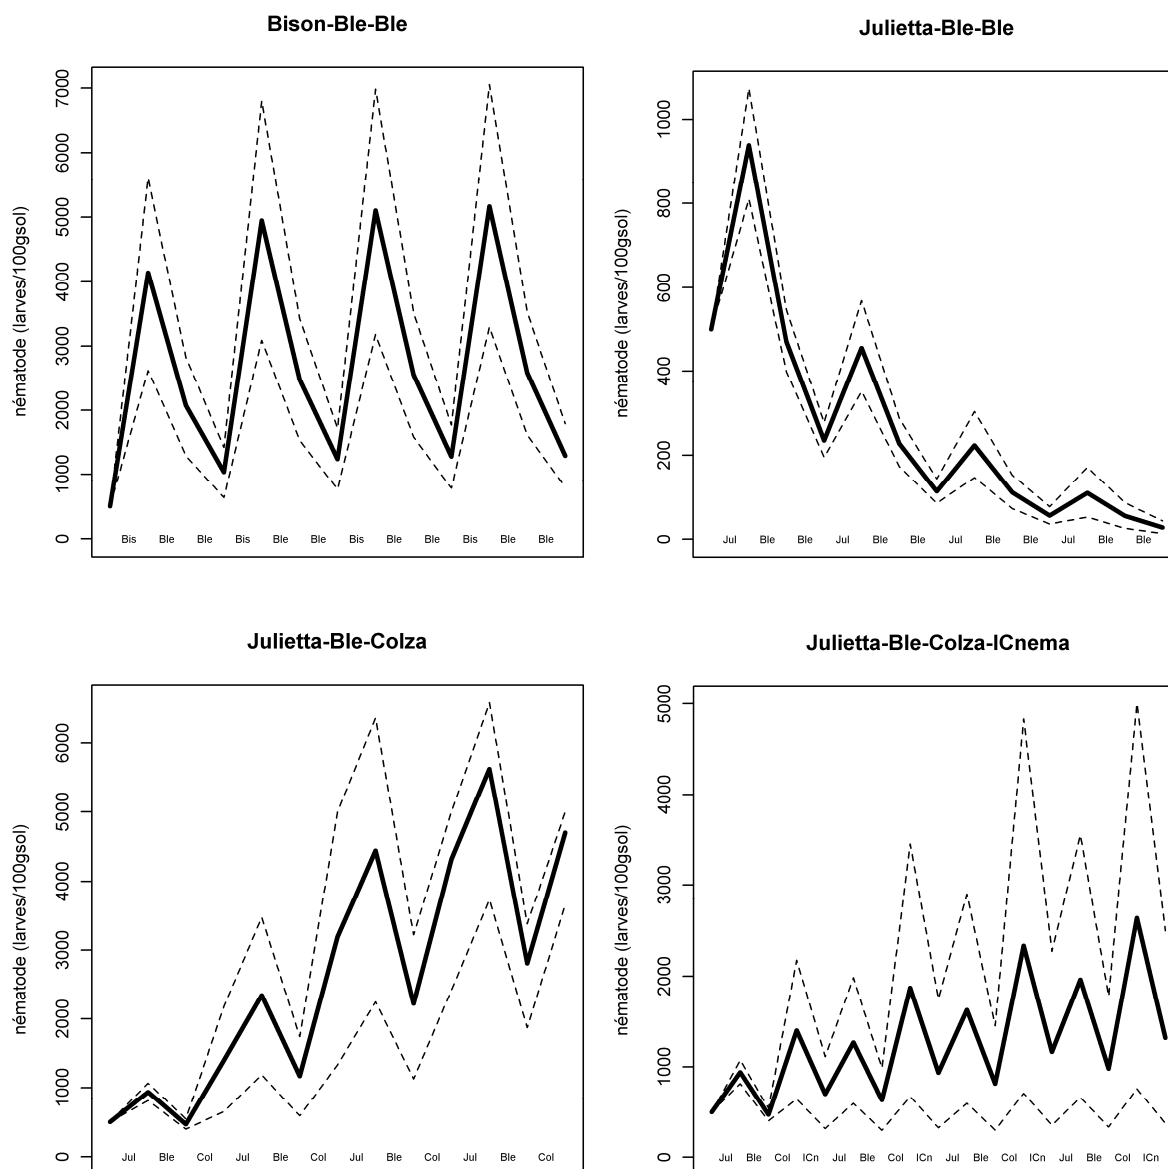 Bison-Ble-Ble
nématode (larves/100gsol)
7000
6000
5000
4000
3000
2000
1000
0
Bis Ble Ble Bis Ble Ble Bis Ble Ble Bis Ble Ble
Julietta-Ble-Ble
nématode (larves/100gsol)
1000
800
600
400
200
0
Jul Ble Ble Jul Ble Ble Jul Ble Ble Jul Ble Ble
Julietta-Ble-Colza
nématode (larves/100gsol)
6000
5000
4000
3000
2000
1000
0
Jul Ble Col Jul Ble Col Jul Ble Col Jul Ble Col
Julietta-Ble-Colza-ICnema
nématode (larves/100gsol)
5000
4000
3000
2000
1000
0
Jul Ble Col ICn Jul Ble Col ICn Jul Ble Col ICn Jul Ble Col ICn